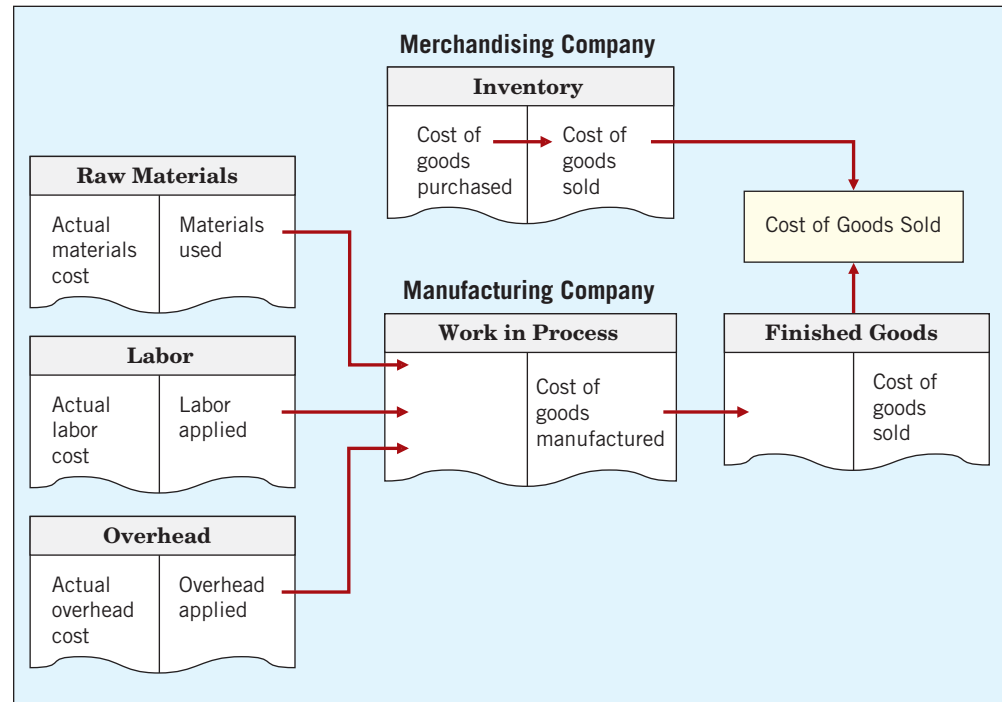 Merchandising Company
Inventory
Cost of
goods
purchased
Cost of
goods
sold
Cost of Goods Sold
Raw Materials
Actual
materials
cost
Materials
used
Labor
Actual
labor
cost
Labor
applied
Overhead
Actual
overhead
cost
Overhead
applied
Manufacturing Company
Work in Process
Cost of
goods
manufactured
Finished Goods
Cost of
goods
sold